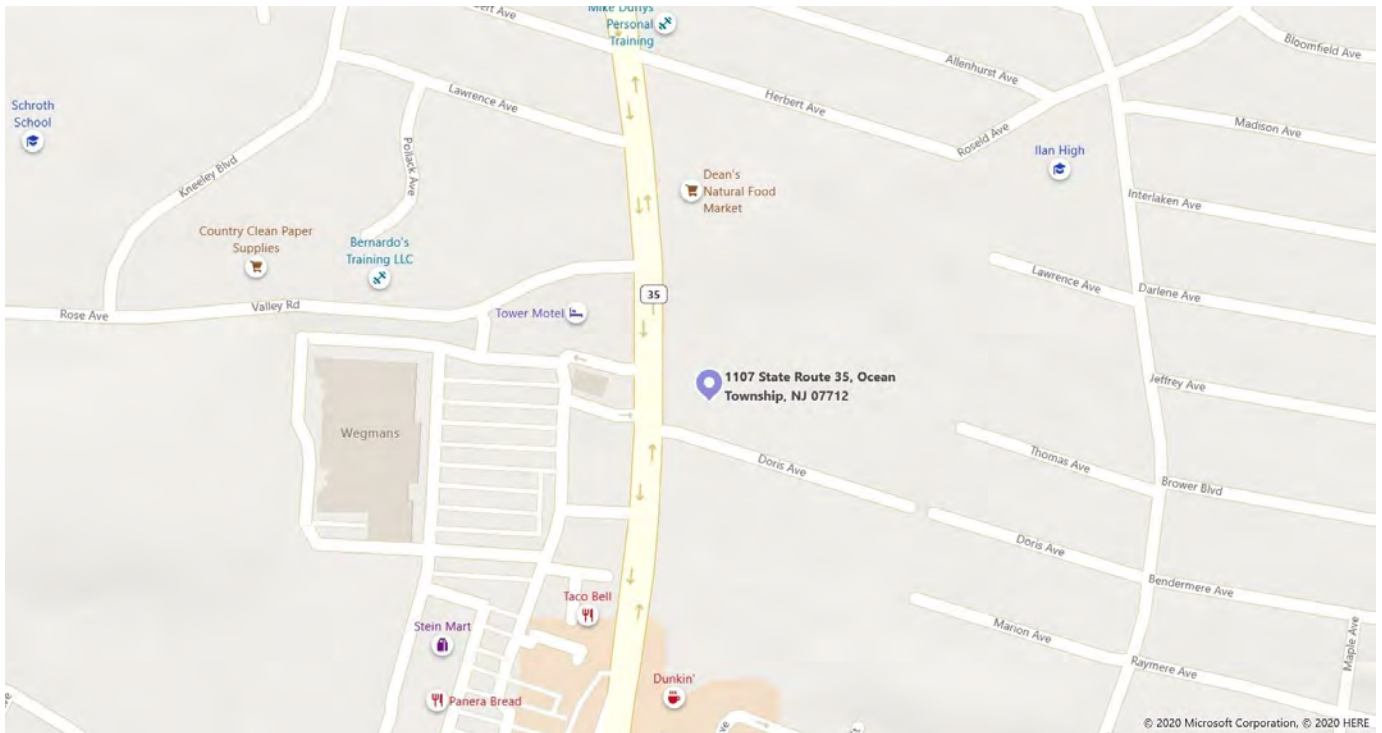 Mike Duffys
Personal
Training
Bloomfield Ave
Allenhurst Ave
Lawrence Ave
Herbert Ave
Schroth
School
Madison Ave
Roseld Ave
Pollack Ave
Ilan High
Kneeley Blvd
Dean's
Natural Food
Market
Interlaken Ave
Country Clean Paper
Supplies
Bernardo's
Training LLC
Lawrence Ave
Darlene Ave
35
Valley Rd
Rose Ave
Tower Motel
1107 State Route 35, Ocean
Township, NJ 07712
Jeffrey Ave
Wegmans
Doris Ave
Thomas Ave
Brower Blvd
Doris Ave
Bendermere Ave
Taco Bell
Stein Mart
Marion Ave
Maple Ave
Raymere Ave
Dunkin'
Panera Bread
© 2020 Microsoft Corporation, © 2020 HERE